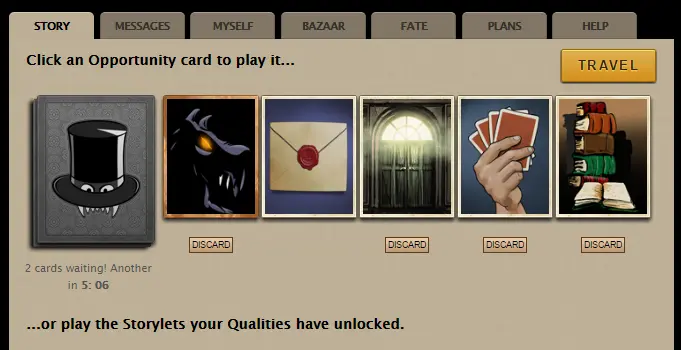 STORY MESSAGES MYSELF BAZAAR FATE PLANS HELP
Click an Opportunity card to play it...
TRAVEL
DISCARD DISCARD DISCARD DISCARD
2 cards waiting! Another
in 5: 06
...or play the Storylets your Qualities have unlocked.